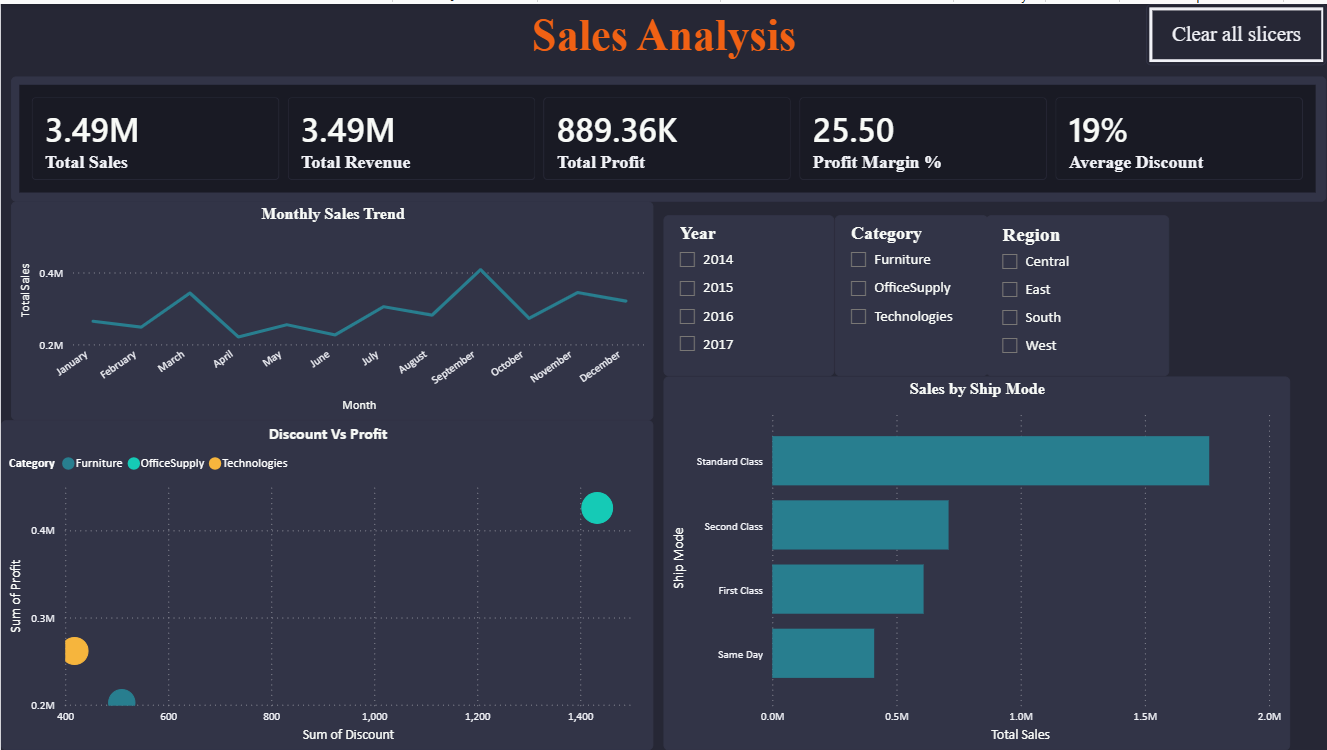 Sales Analysis
Clear all slicers
3.49M
Total Sales
3.49M
Total Revenue
889.36K
Total Profit
25.50
Profit Margin %
19%
Average Discount
Monthly Sales Trend
Total Sales
0.4M
0.2M
January
February
March
April
May
June
July
August
September
October
November
December
Month
Year
2014
2015
2016
2017
Category
Furniture
OfficeSupply
Technologies
Region
Central
East
South
West
Discount Vs Profit
Category Furniture OfficeSupply Technologies
Sum of Profit
0.4M
0.3M
0.2M
400 600 800 1,000 1,200 1,400
Sum of Discount
Sales by Ship Mode
Ship Mode
Standard Class
Second Class
First Class
Same Day
0.0M 0.5M 1.0M 1.5M 2.0M
Total Sales